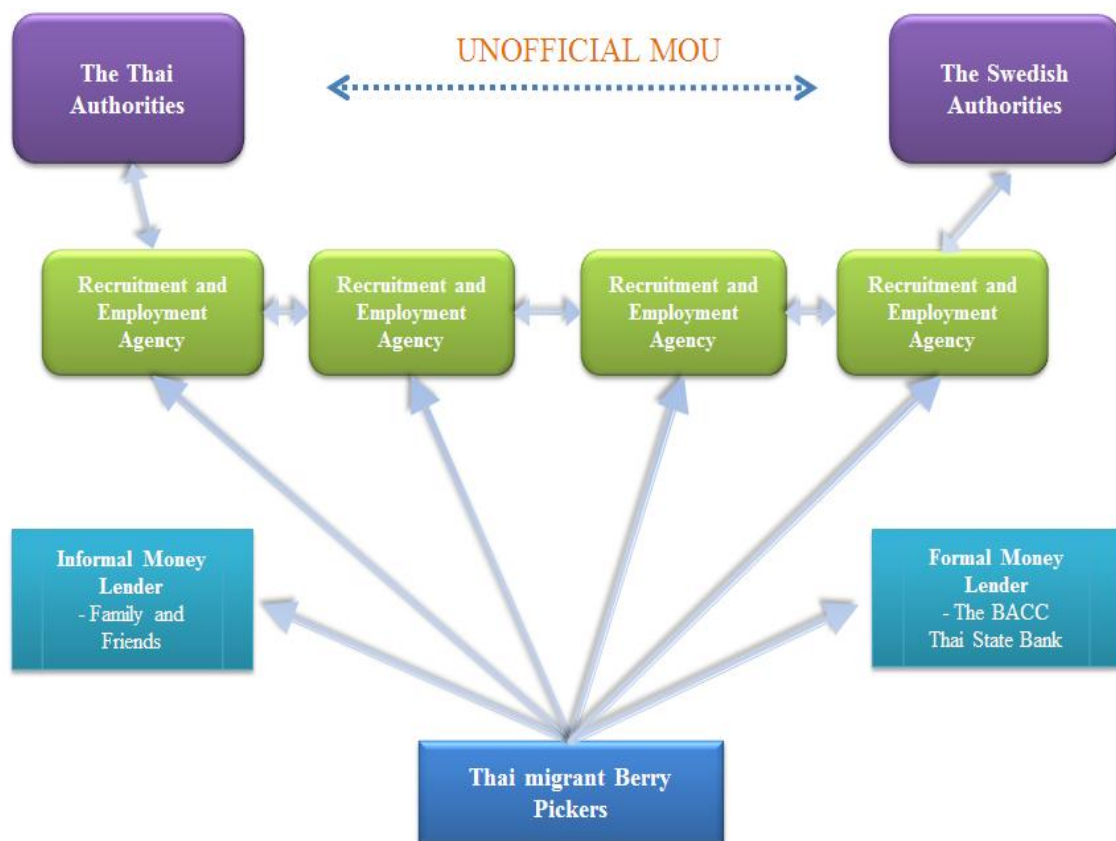 UNOFFICIAL MOU
The Thai
Authorities
The Swedish
Authorities
Recruitment and
Employment
Agency
Recruitment and
Employment
Agency
Recruitment and
Employment
Agency
Recruitment and
Employment
Agency
Informal Money
Lender
- Family and
Friends
Formal Money
Lender
- The BACC
Thai State Bank
Thai migrant Berry
Pickers